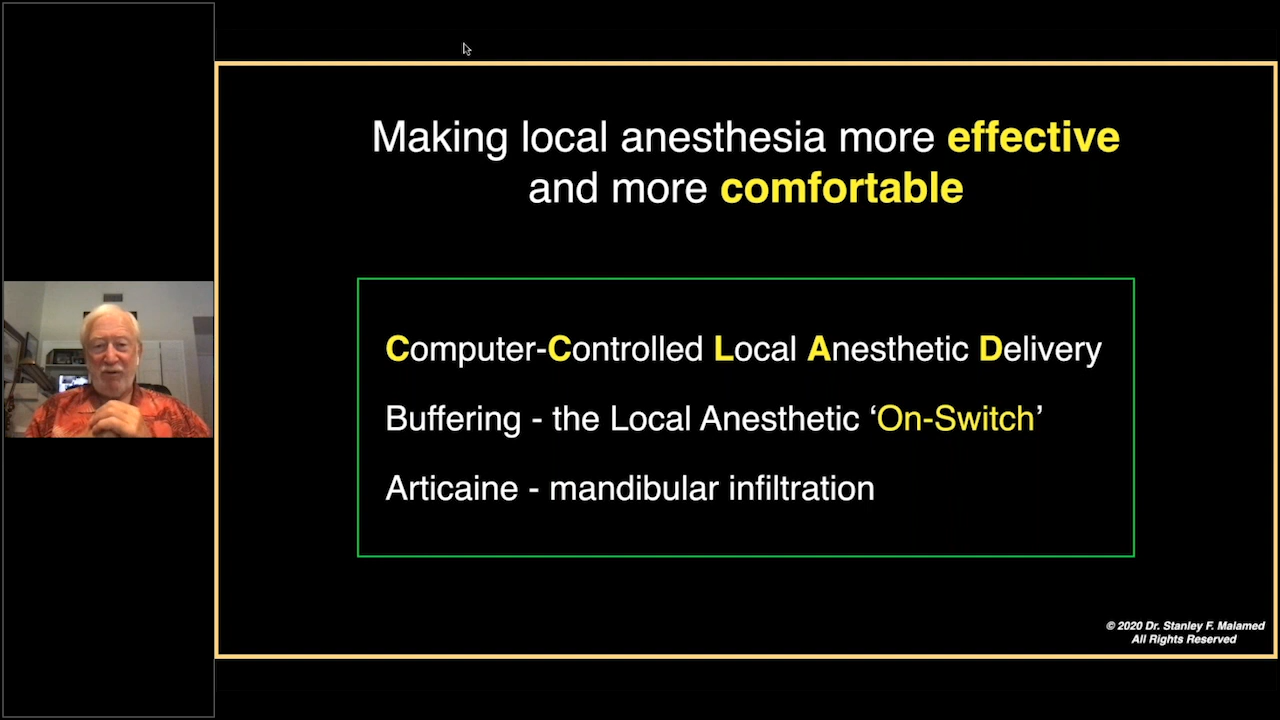 Making local anesthesia more effective
and more comfortable
Computer-Controlled Local Anesthetic Delivery
Buffering - the Local Anesthetic ‘On-Switch’
Articaine - mandibular infiltration
© 2020 Dr. Stanley F. Malamed
All Rights Reserved